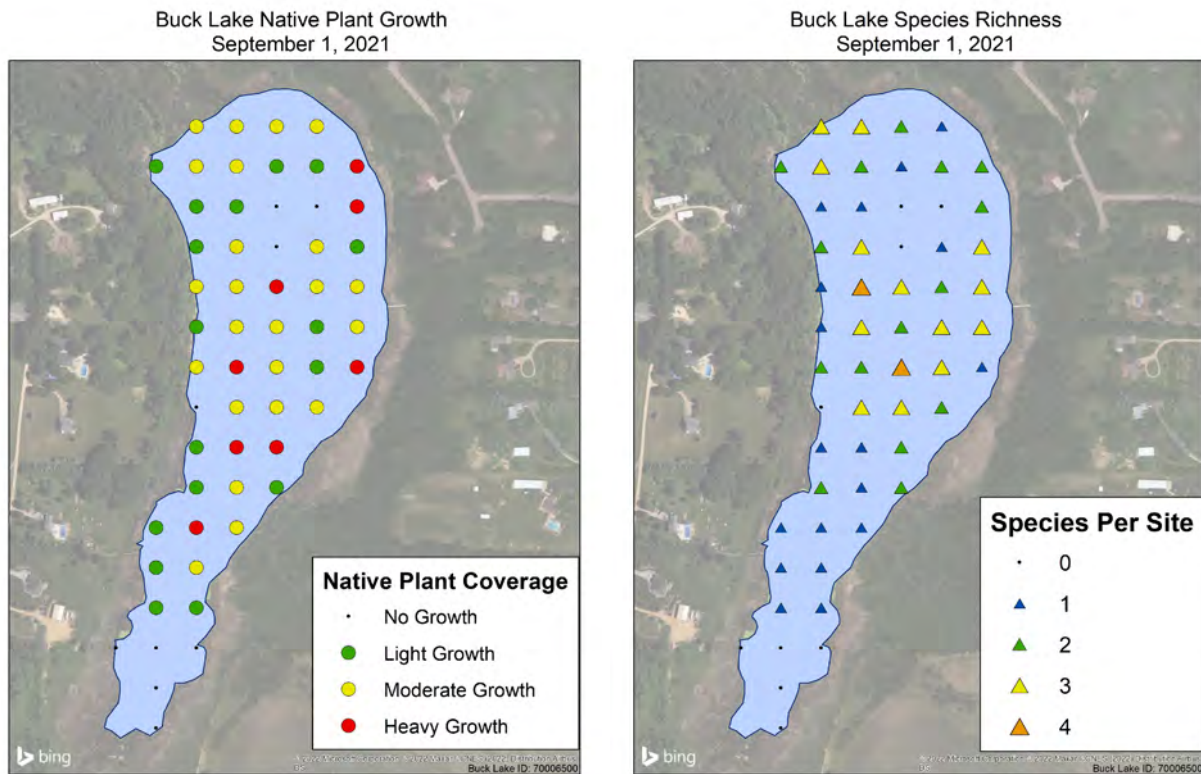 Buck Lake Native Plant Growth
September 1, 2021
Native Plant Coverage
No Growth
Light Growth
Moderate Growth
Heavy Growth
bing
Buck Lake ID: 70006500
Buck Lake Species Richness
September 1, 2021
Species Per Site
0
1
2
3
4
bing
Buck Lake ID: 70006500